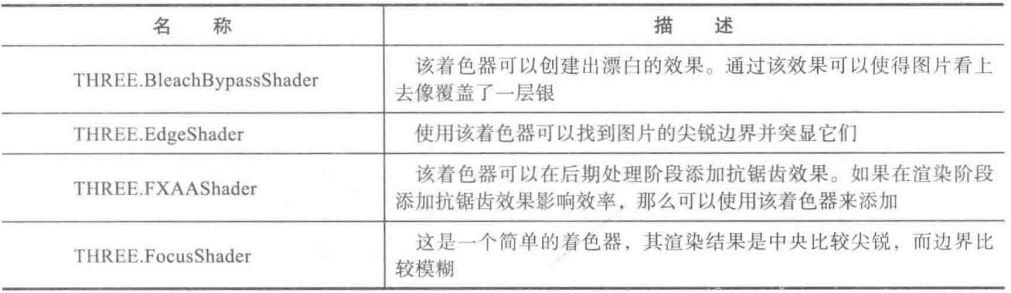 名 称 描 述
THREE.BleachBypassShader 该着色器可以创建出漂白的效果。通过该效果可以使得图片看上
去像覆盖了一层银
THREE.EdgeShader 使用该着色器可以找到图片的尖锐边界并突显它们
THREE.FXAAShader 该着色器可以在后期处理阶段添加抗锯齿效果。如果在渲染阶段
添加抗锯齿效果影响效率，那么可以使用该着色器来添加
THREE.FocusShader 这是一个简单的着色器，其渲染结果是中央比较尖锐，而边界比
较模糊